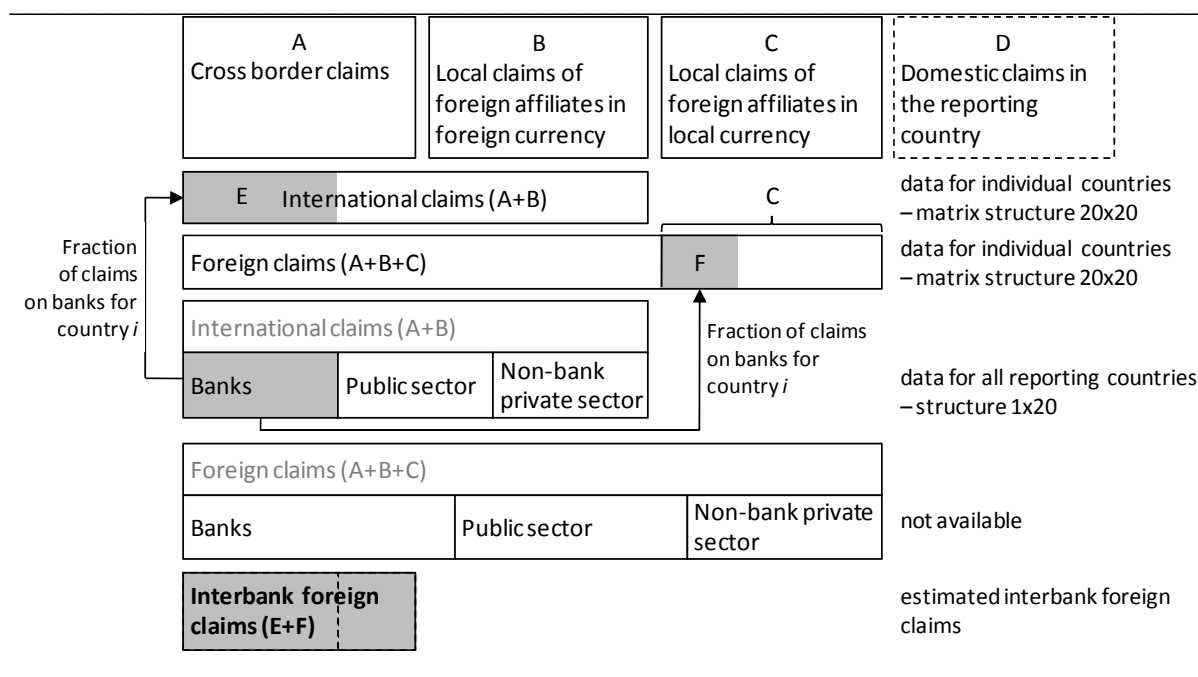 A
Cross border claims
B
Local claims of
foreign affiliates in
foreign currency
C
Local claims of
foreign affiliates in
local currency
D
Domestic claims in
the reporting
country
E
International claims (A+B)
C
data for individual countries
– matrix structure 20x20
Fraction
of claims
on banks for
country i
Foreign claims (A+B+C)
F
data for individual countries
– matrix structure 20x20
International claims (A+B)
Banks
Public sector
Non-bank
private sector
Fraction of claims
on banks for
country i
data for all reporting countries
– structure 1x20
Foreign claims (A+B+C)
Banks
Public sector
Non-bank private
sector
not available
Interbank foreign
claims (E+F)
estimated interbank foreign
claims